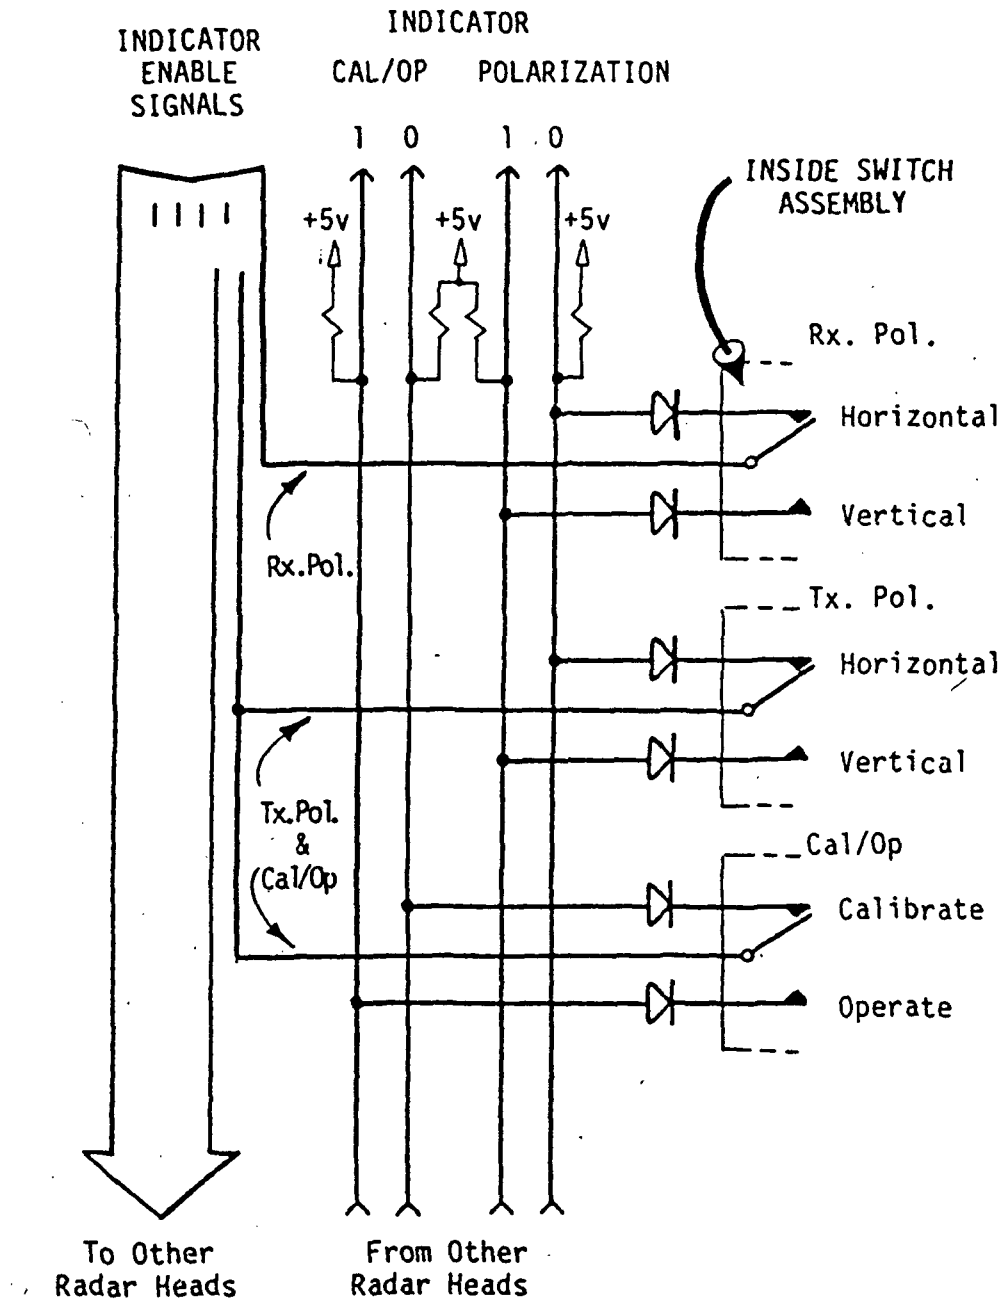 INDICATOR
ENABLE
SIGNALS
INDICATOR
CAL/OP POLARIZATION
1 0 1 0
+5v +5v +5v
INSIDE SWITCH
ASSEMBLY
Rx. Pol.
Horizontal
Vertical
Rx.Pol.
Tx. Pol.
Horizontal
Vertical
Tx.Pol.
&
Cal/Op
Cal/Op
Calibrate
Operate
To Other
Radar Heads
From Other
Radar Heads